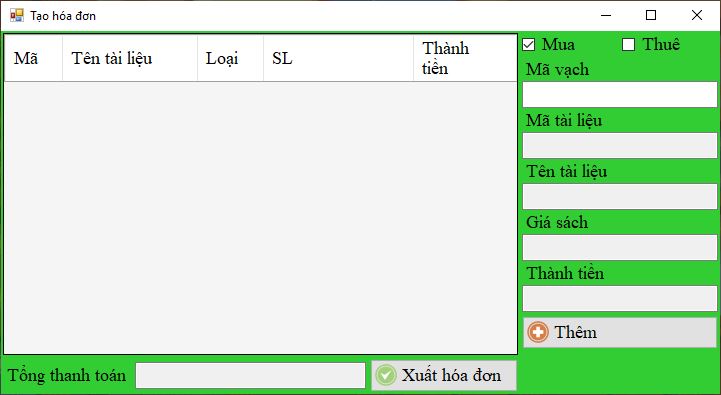 Tạo hóa đơn
Mã Tên tài liệu Loại SL Thành tiền
Mua Thuê
Mã vạch
Mã tài liệu
Tên tài liệu
Giá sách
Thành tiền
Thêm
Tổng thanh toán Xuất hóa đơn